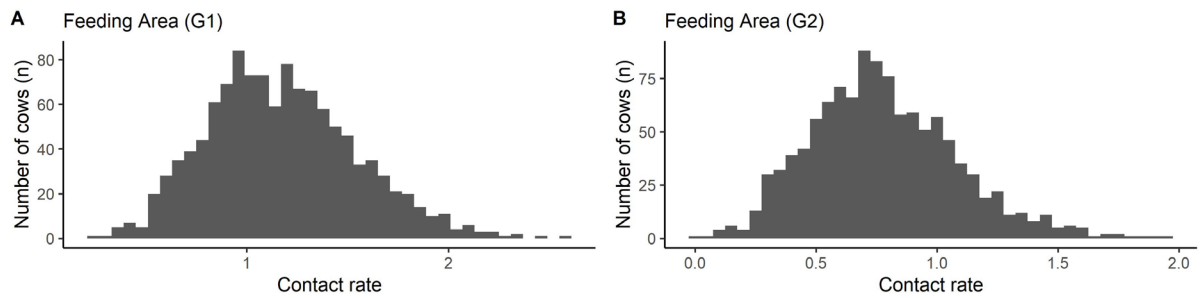 A
Feeding Area (G1)
Number of cows (n)
80
60
40
20
0
1
2
Contact rate
B
Feeding Area (G2)
Number of cows (n)
75
50
25
0
0.0
0.5
1.0
1.5
2.0
Contact rate